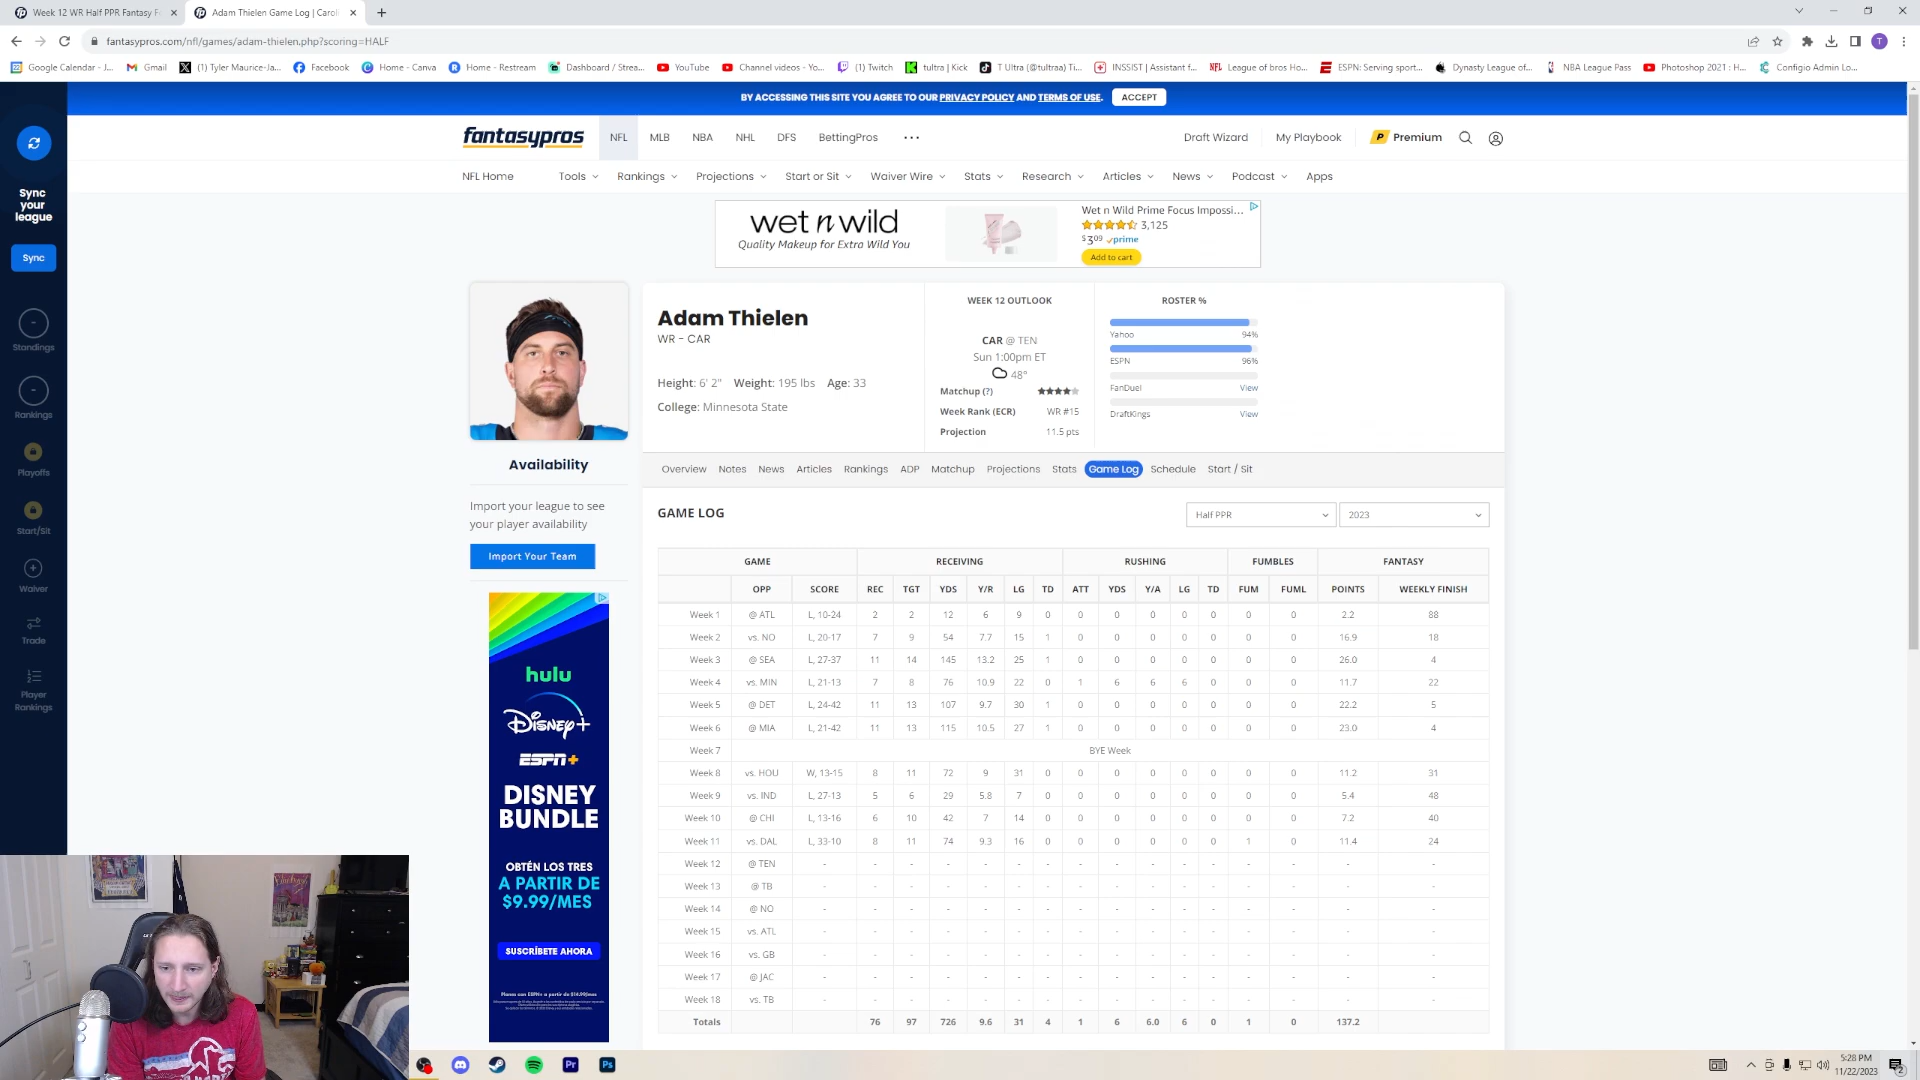 Week 12 WR Half PPR Fantasy F
Adam Thielen Game Log | Caroli
fantasypros.com/nfl/games/adam-thielen.php?scoring=HALF
Google Calendar - J...
Gmail
(1) Tyler Maurice-Ja...
Facebook
Home - Canva
Home - Restream
Dashboard / Strea...
YouTube
Channel videos - Yo...
(1) Twitch
tultra | Kick
T Ultra (@tultraa) Ti...
INSSIST | Assistant f...
League of bros Ho...
ESPN: Serving sport...
Dynasty League of...
NBA League Pass
Photoshop 2021 : H...
Configio Admin Lo...
BY ACCESSING THIS SITE YOU AGREE TO OUR PRIVACY POLICY AND TERMS OF USE. ACCEPT
fantasypros NFL MLB NBA NHL DFS BettingPros ... Draft Wizard My Playbook P Premium
NFL Home Tools Rankings Projections Start or Sit Waiver Wire Stats Research Articles News Podcast Apps
Sync your league
Sync
Standings
Rankings
Playoffs
Start/Sit
Waiver
Trade
Player Rankings
wet n wild
Quality Makeup for Extra Wild You
Wet n Wild Prime Focus Impossi...
3,125
$309 prime
Add to cart
Adam Thielen
WR - CAR
Height: 6' 2" Weight: 195 lbs Age: 33
College: Minnesota State
WEEK 12 OUTLOOK
CAR @ TEN
Sun 1:00pm ET
48°
Matchup (?) ★★★★★
Week Rank (ECR) WR #15
Projection 11.5 pts
ROSTER %
Yahoo 94%
ESPN 96%
FanDuel View
DraftKings View
Availability
Import your league to see
your player availability
Import Your Team
Overview Notes News Articles Rankings ADP Matchup Projections Stats Game Log Schedule Start / Sit
GAME LOG Half PPR 2023
GAME RECEIVING RUSHING FUMBLES FANTASY
OPP SCORE REC TGT YDS Y/R LG TD ATT YDS Y/A LG TD FUM FUML POINTS WEEKLY FINISH
Week 1 @ ATL L, 10-24 2 2 12 6 9 0 0 0 0 0 0 0 0 2.2 88
Week 2 vs. NO L, 20-17 7 9 54 7.7 15 1 0 0 0 0 0 0 0 16.9 18
Week 3 @ SEA L, 27-37 11 14 145 13.2 25 1 0 0 0 0 0 0 0 26.0 4
Week 4 vs. MIN L, 21-13 7 8 76 10.9 22 0 1 6 6 6 0 0 0 11.7 22
Week 5 @ DET L, 24-42 11 13 107 9.7 30 1 0 0 0 0 0 0 0 22.2 5
Week 6 @ MIA L, 21-42 11 13 115 10.5 27 1 0 0 0 0 0 0 0 23.0 4
Week 7 BYE Week
Week 8 vs. HOU W, 13-15 8 11 72 9 31 0 0 0 0 0 0 0 0 11.2 31
Week 9 vs. IND L, 27-13 5 6 29 5.8 7 0 0 0 0 0 0 0 0 5.4 48
Week 10 @ CHI L, 13-16 6 10 42 7 14 0 0 0 0 0 0 0 0 7.2 40
Week 11 vs. DAL L, 33-10 8 11 74 9.3 16 0 0 0 0 0 0 1 0 11.4 24
Week 12 @ TEN - - - - - - - - - - - - - - - -
Week 13 @ TB - - - - - - - - - - - - - - - -
Week 14 @ NO - - - - - - - - - - - - - - - -
Week 15 vs. ATL - - - - - - - - - - - - - - - -
Week 16 vs. GB - - - - - - - - - - - - - - - -
Week 17 @ JAC - - - - - - - - - - - - - - - -
Week 18 vs. TB - - - - - - - - - - - - - - - -
Totals 76 97 726 9.6 31 4 1 6 6.0 6 0 1 0 137.2
hulu
Disney+
ESPN+
DISNEY
BUNDLE
OBTÉN LOS TRES
A PARTIR DE
$9.99/MES
SUSCRÍBETE AHORA
5:28 PM
11/22/2023